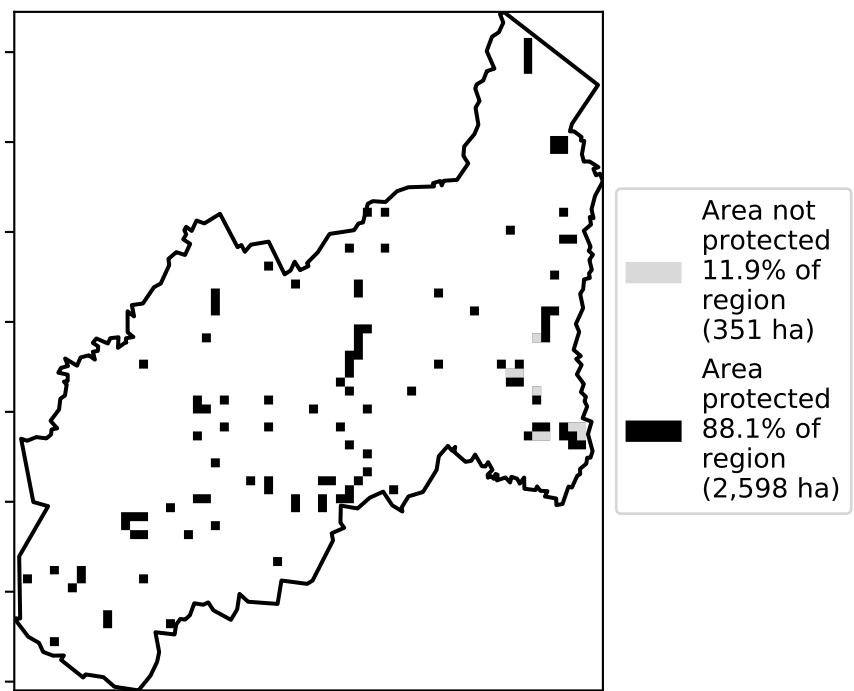 Area not
protected
11.9% of
region
(351 ha)
Area
protected
88.1% of
region
(2,598 ha)